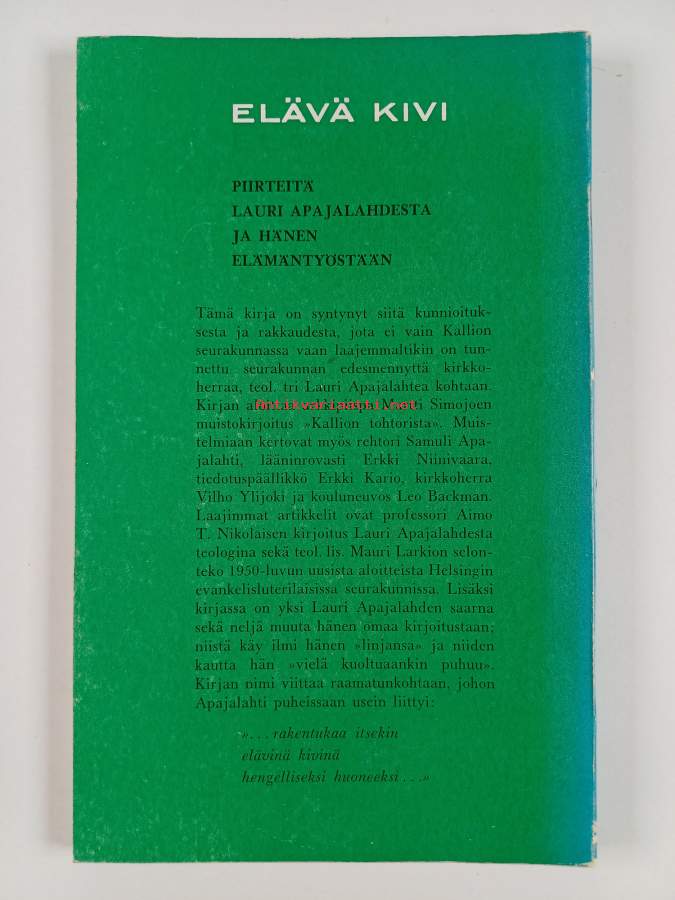 ELÄVÄ KIVI
PIIRTEITÄ
LAURI APAJALAHDESTA
JA HÄNEN
ELÄMÄNTYÖSTÄÄN
Tämä kirja on syntynyt siitä kunnioituk-
sesta ja rakkaudesta, jota ei vain Kallion
seurakunnassa vaan laajemmaltikin on tun-
nettu seurakunnan edesmennyttä kirkko-
herraa, teol. tri Lauri Apajalahtea kohtaan.
Kirjan Simojoen
Antikvariaatti.net
muistokirjoitus »Kallion tohtorista». Muis-
telmiaan kertovat myös rehtori Samuli Apa-
jalahti, lääninrovasti Erkki Niinivaara,
tiedotuspäällikkö Erkki Kario, kirkkoherra
Vilho Ylijoki ja kouluneuvos Leo Backman.
Laajimmat artikkelit ovat professori Aimo
T. Nikolaisen kirjoitus Lauri Apajalahdesta
teologina sekä teol. lis. Mauri Larkion selon-
teko 1950-luvun uusista aloitteista Helsingin
evankelisluterilaisissa seurakunnissa. Lisäksi
kirjassa on yksi Lauri Apajalahden saarna
sekä neljä muuta hänen omaa kirjoitustaan;
niistä käy ilmi hänen »linjansa» ja niiden
kautta hän »vielä kuoltuaankin puhuu».
Kirjan nimi viittaa raamatunkohtaan, johon
Apajalahti puheissaan usein liittyi:
»...rakentukaa itsekin
elävinä kivinä
hengelliseksi huoneeksi...»